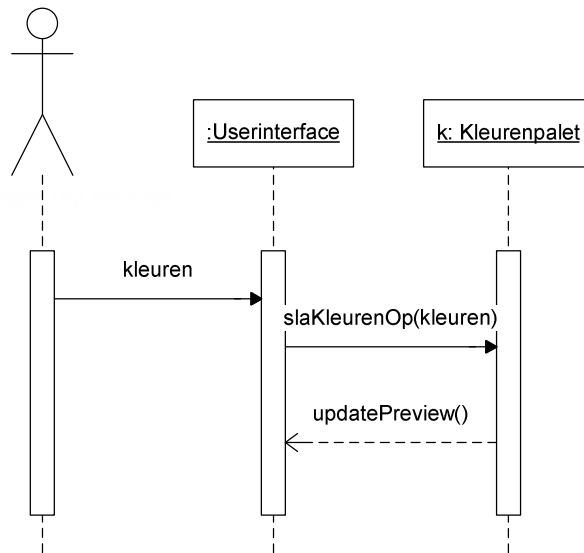 :Userinterface
k: Kleurenpalet
kleuren
slaKleurenOp(kleuren)
updatePreview()